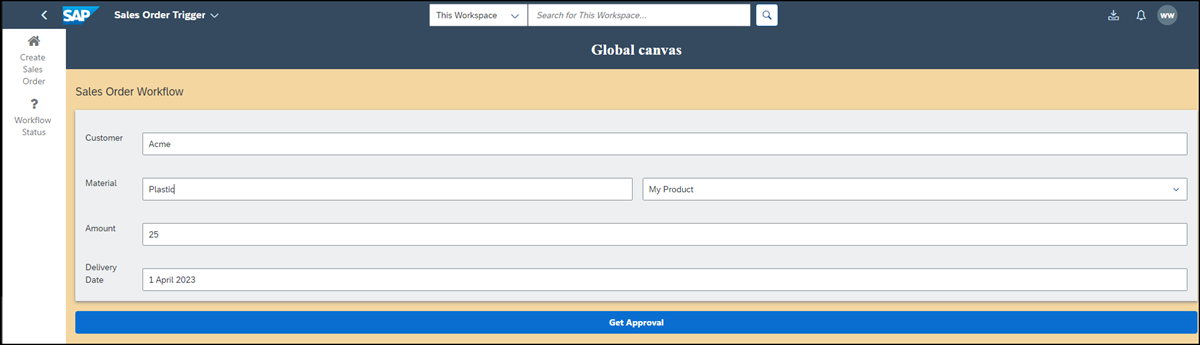 SAP Sales Order Trigger This Workspace Search for This Workspace... WW
Global canvas
Create
Sales
Order
?
Workflow
Status
Sales Order Workflow
Customer Acme
Material Plastic My Product
Amount 25
Delivery
Date 1 April 2023
Get Approval